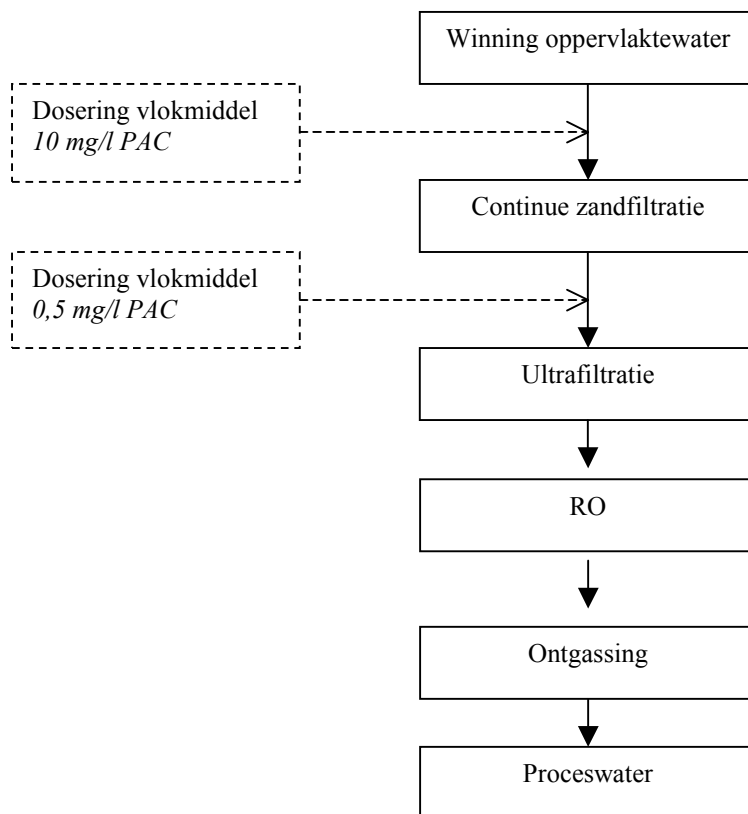 Winning oppervlaktewater
Dosering vlokmiddel
10 mg/l PAC
Continue zandfiltratie
Dosering vlokmiddel
0,5 mg/l PAC
Ultrafiltratie
RO
Ontgassing
Proceswater